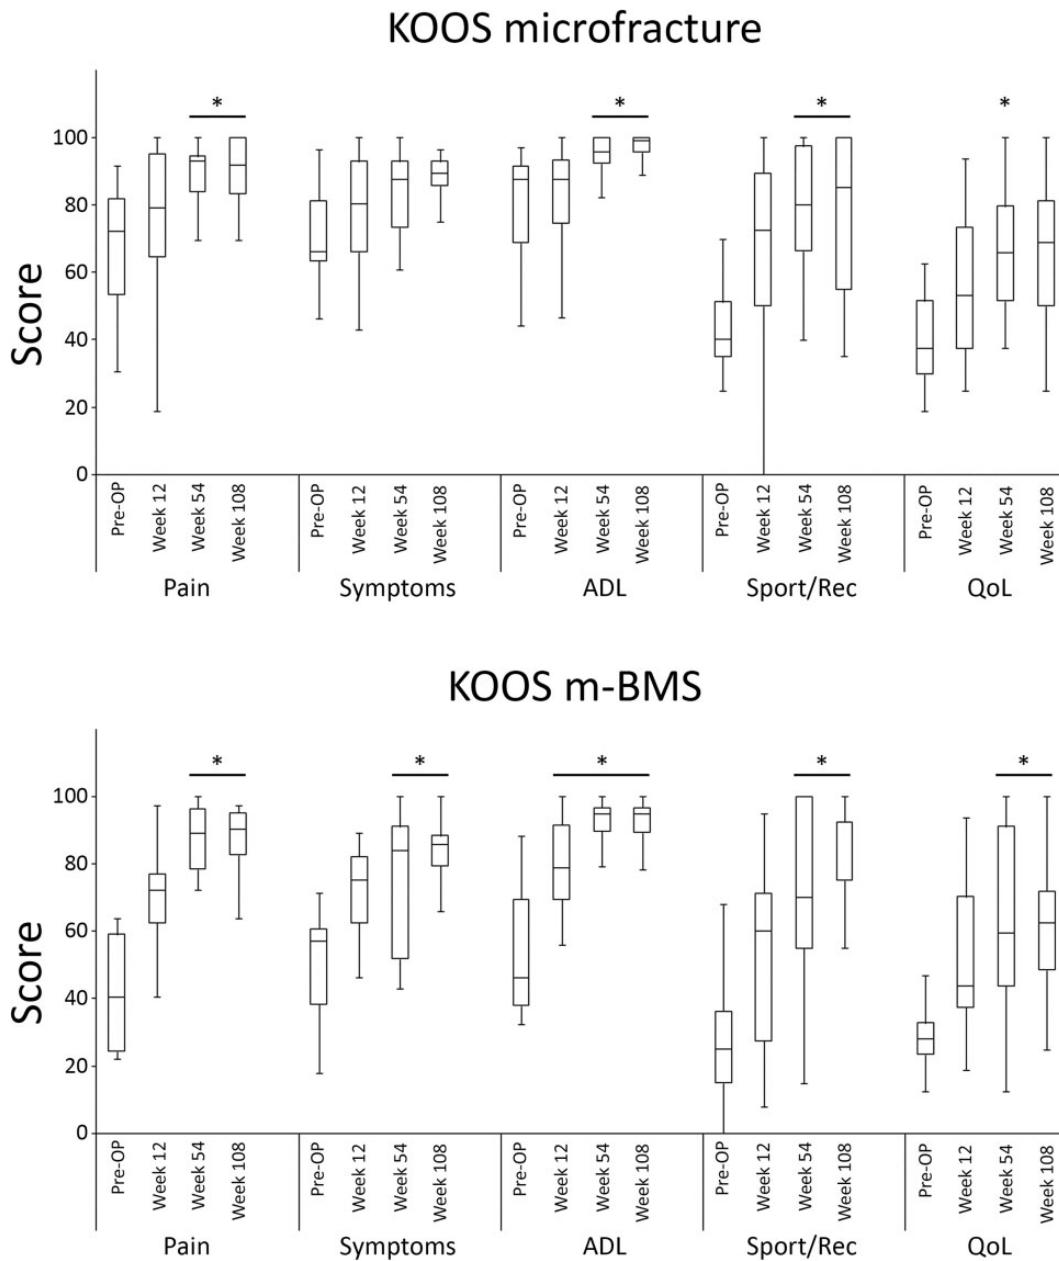 KOOS microfracture
* * * *
Score
100
80
60
40
20
0
Pre-OP Week 12 Week 54 Week 108 Pre-OP Week 12 Week 54 Week 108 Pre-OP Week 12 Week 54 Week 108 Pre-OP Week 12 Week 54 Week 108 Pre-OP Week 12 Week 54 Week 108
Pain Symptoms ADL Sport/Rec QoL
KOOS m-BMS
* * * * *
Score
100
80
60
40
20
0
Pre-OP Week 12 Week 54 Week 108 Pre-OP Week 12 Week 54 Week 108 Pre-OP Week 12 Week 54 Week 108 Pre-OP Week 12 Week 54 Week 108 Pre-OP Week 12 Week 54 Week 108
Pain Symptoms ADL Sport/Rec QoL